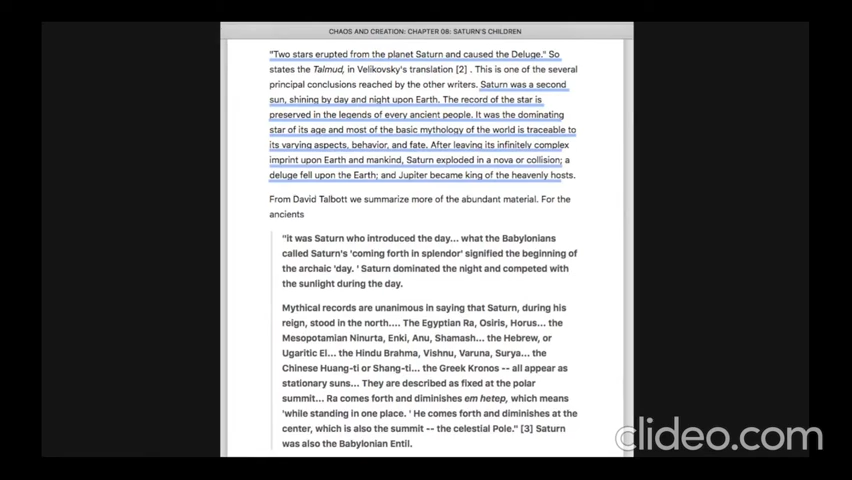 CHAOS AND CREATION: CHAPTER 08: SATURN'S CHILDREN
"Two stars erupted from the planet Saturn and caused the Deluge." So
states the Talmud, in Velikovsky's translation [2] . This is one of the several
principal conclusions reached by the other writers. Saturn was a second
sun, shining by day and night upon Earth. The record of the star is
preserved in the legends of every ancient people. It was the dominating
star of its age and most of the basic mythology of the world is traceable to
its varying aspects, behavior, and fate. After leaving its infinitely complex
imprint upon Earth and mankind, Saturn exploded in a nova or collision; a
deluge fell upon the Earth; and Jupiter became king of the heavenly hosts.
From David Talbott we summarize more of the abundant material. For the
ancients
"it was Saturn who introduced the day... what the Babylonians
called Saturn's 'coming forth in splendor' signified the beginning of
the archaic 'day. ' Saturn dominated the night and competed with
the sunlight during the day.
Mythical records are unanimous in saying that Saturn, during his
reign, stood in the north.... The Egyptian Ra, Osiris, Horus... the
Mesopotamian Ninurta, Enki, Anu, Shamash... the Hebrew, or
Ugaritic El... the Hindu Brahma, Vishnu, Varuna, Surya... the
Chinese Huang-ti or Shang-ti... the Greek Kronos -- all appear as
stationary suns... They are described as fixed at the polar
summit... Ra comes forth and diminishes em hetep, which means
'while standing in one place. ' He comes forth and diminishes at the
center, which is also the summit -- the celestial Pole." [3] Saturn
was also the Babylonian Entil.
clideo.com